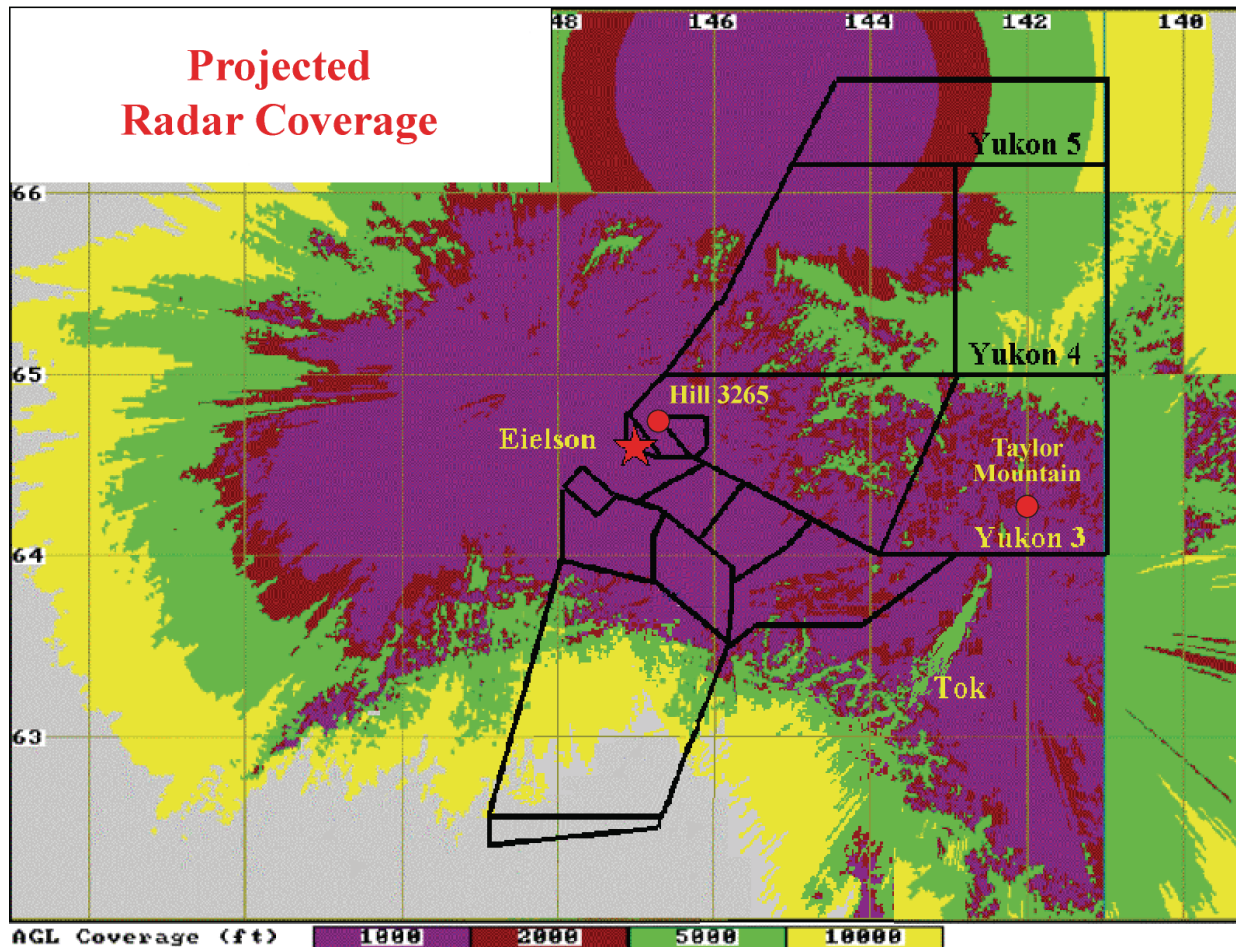 Projected
Radar Coverage
48 146 144 142 140
Yukon 5
66
Yukon 4
65
Hill 3265
Eielson
Taylor
Mountain
Yukon 3
64
Tok
63
AGL Coverage (ft) 1000 2000 5000 10000